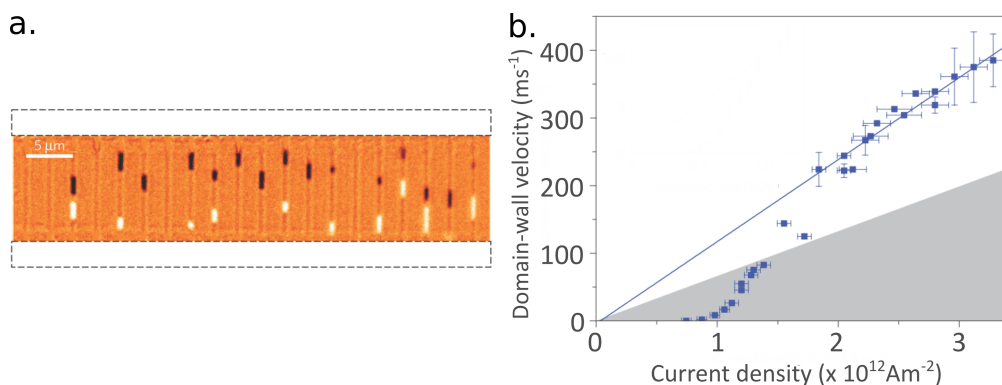 a.
5 μm
b.
Domain-wall velocity (ms⁻¹)
400
300
200
100
0
0
1
2
3
Current density (x 10¹²Am⁻²)